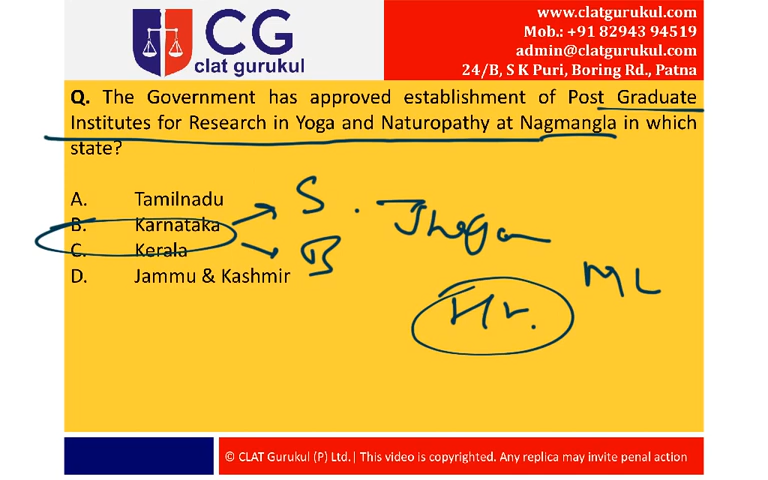 CG
clat gurukul
www.clatgurukul.com
Mob.: +91 82943 94519
admin@clatgurukul.com
24/B, S K Puri, Boring Rd., Patna
Q. The Government has approved establishment of Post Graduate
Institutes for Research in Yoga and Naturopathy at Nagmangla in which
state?
A. Tamilnadu
B. Karnataka
C. Kerala
D. Jammu & Kashmir
S.
B
ML
Hr.
© CLAT Gurukul (P) Ltd.| This video is copyrighted. Any replica may invite penal action